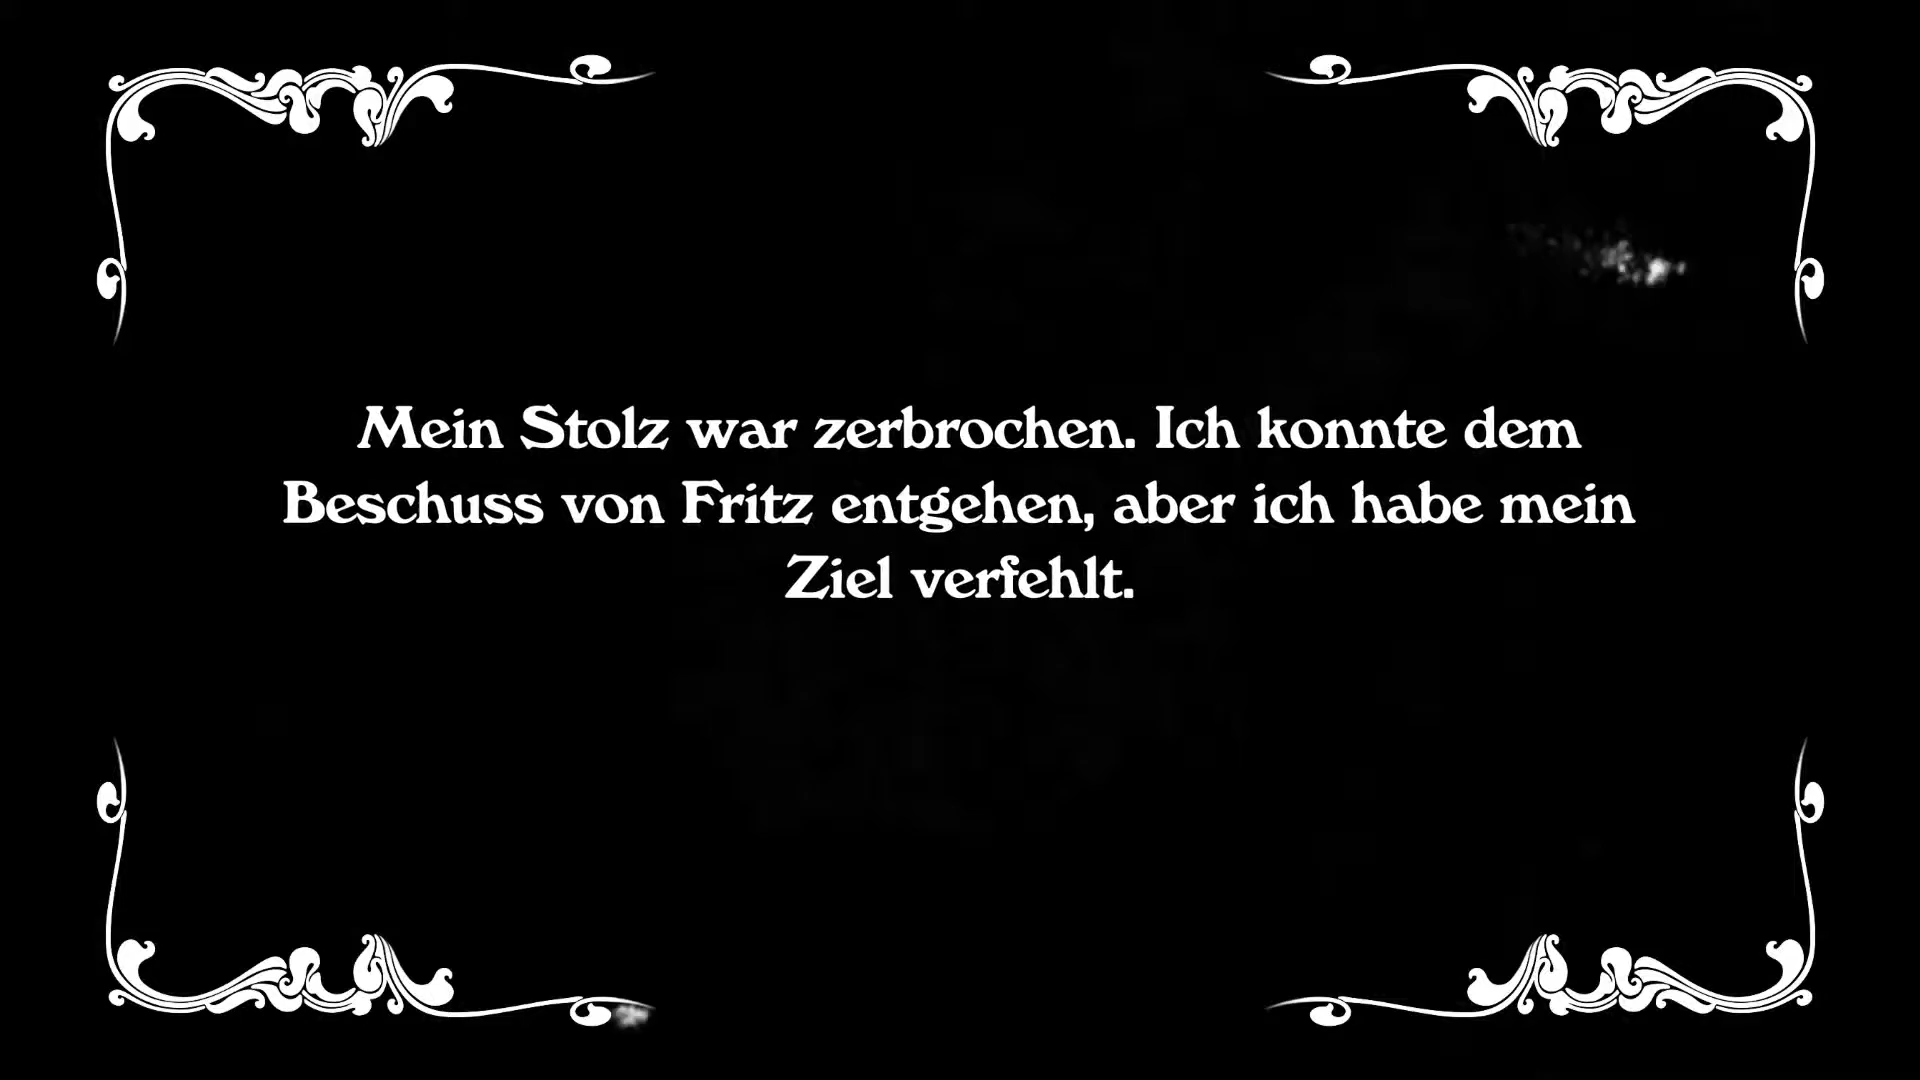 Mein Stolz war zerbrochen. Ich konnte dem
Beschuss von Fritz entgehen, aber ich habe mein
Ziel verfehlt.